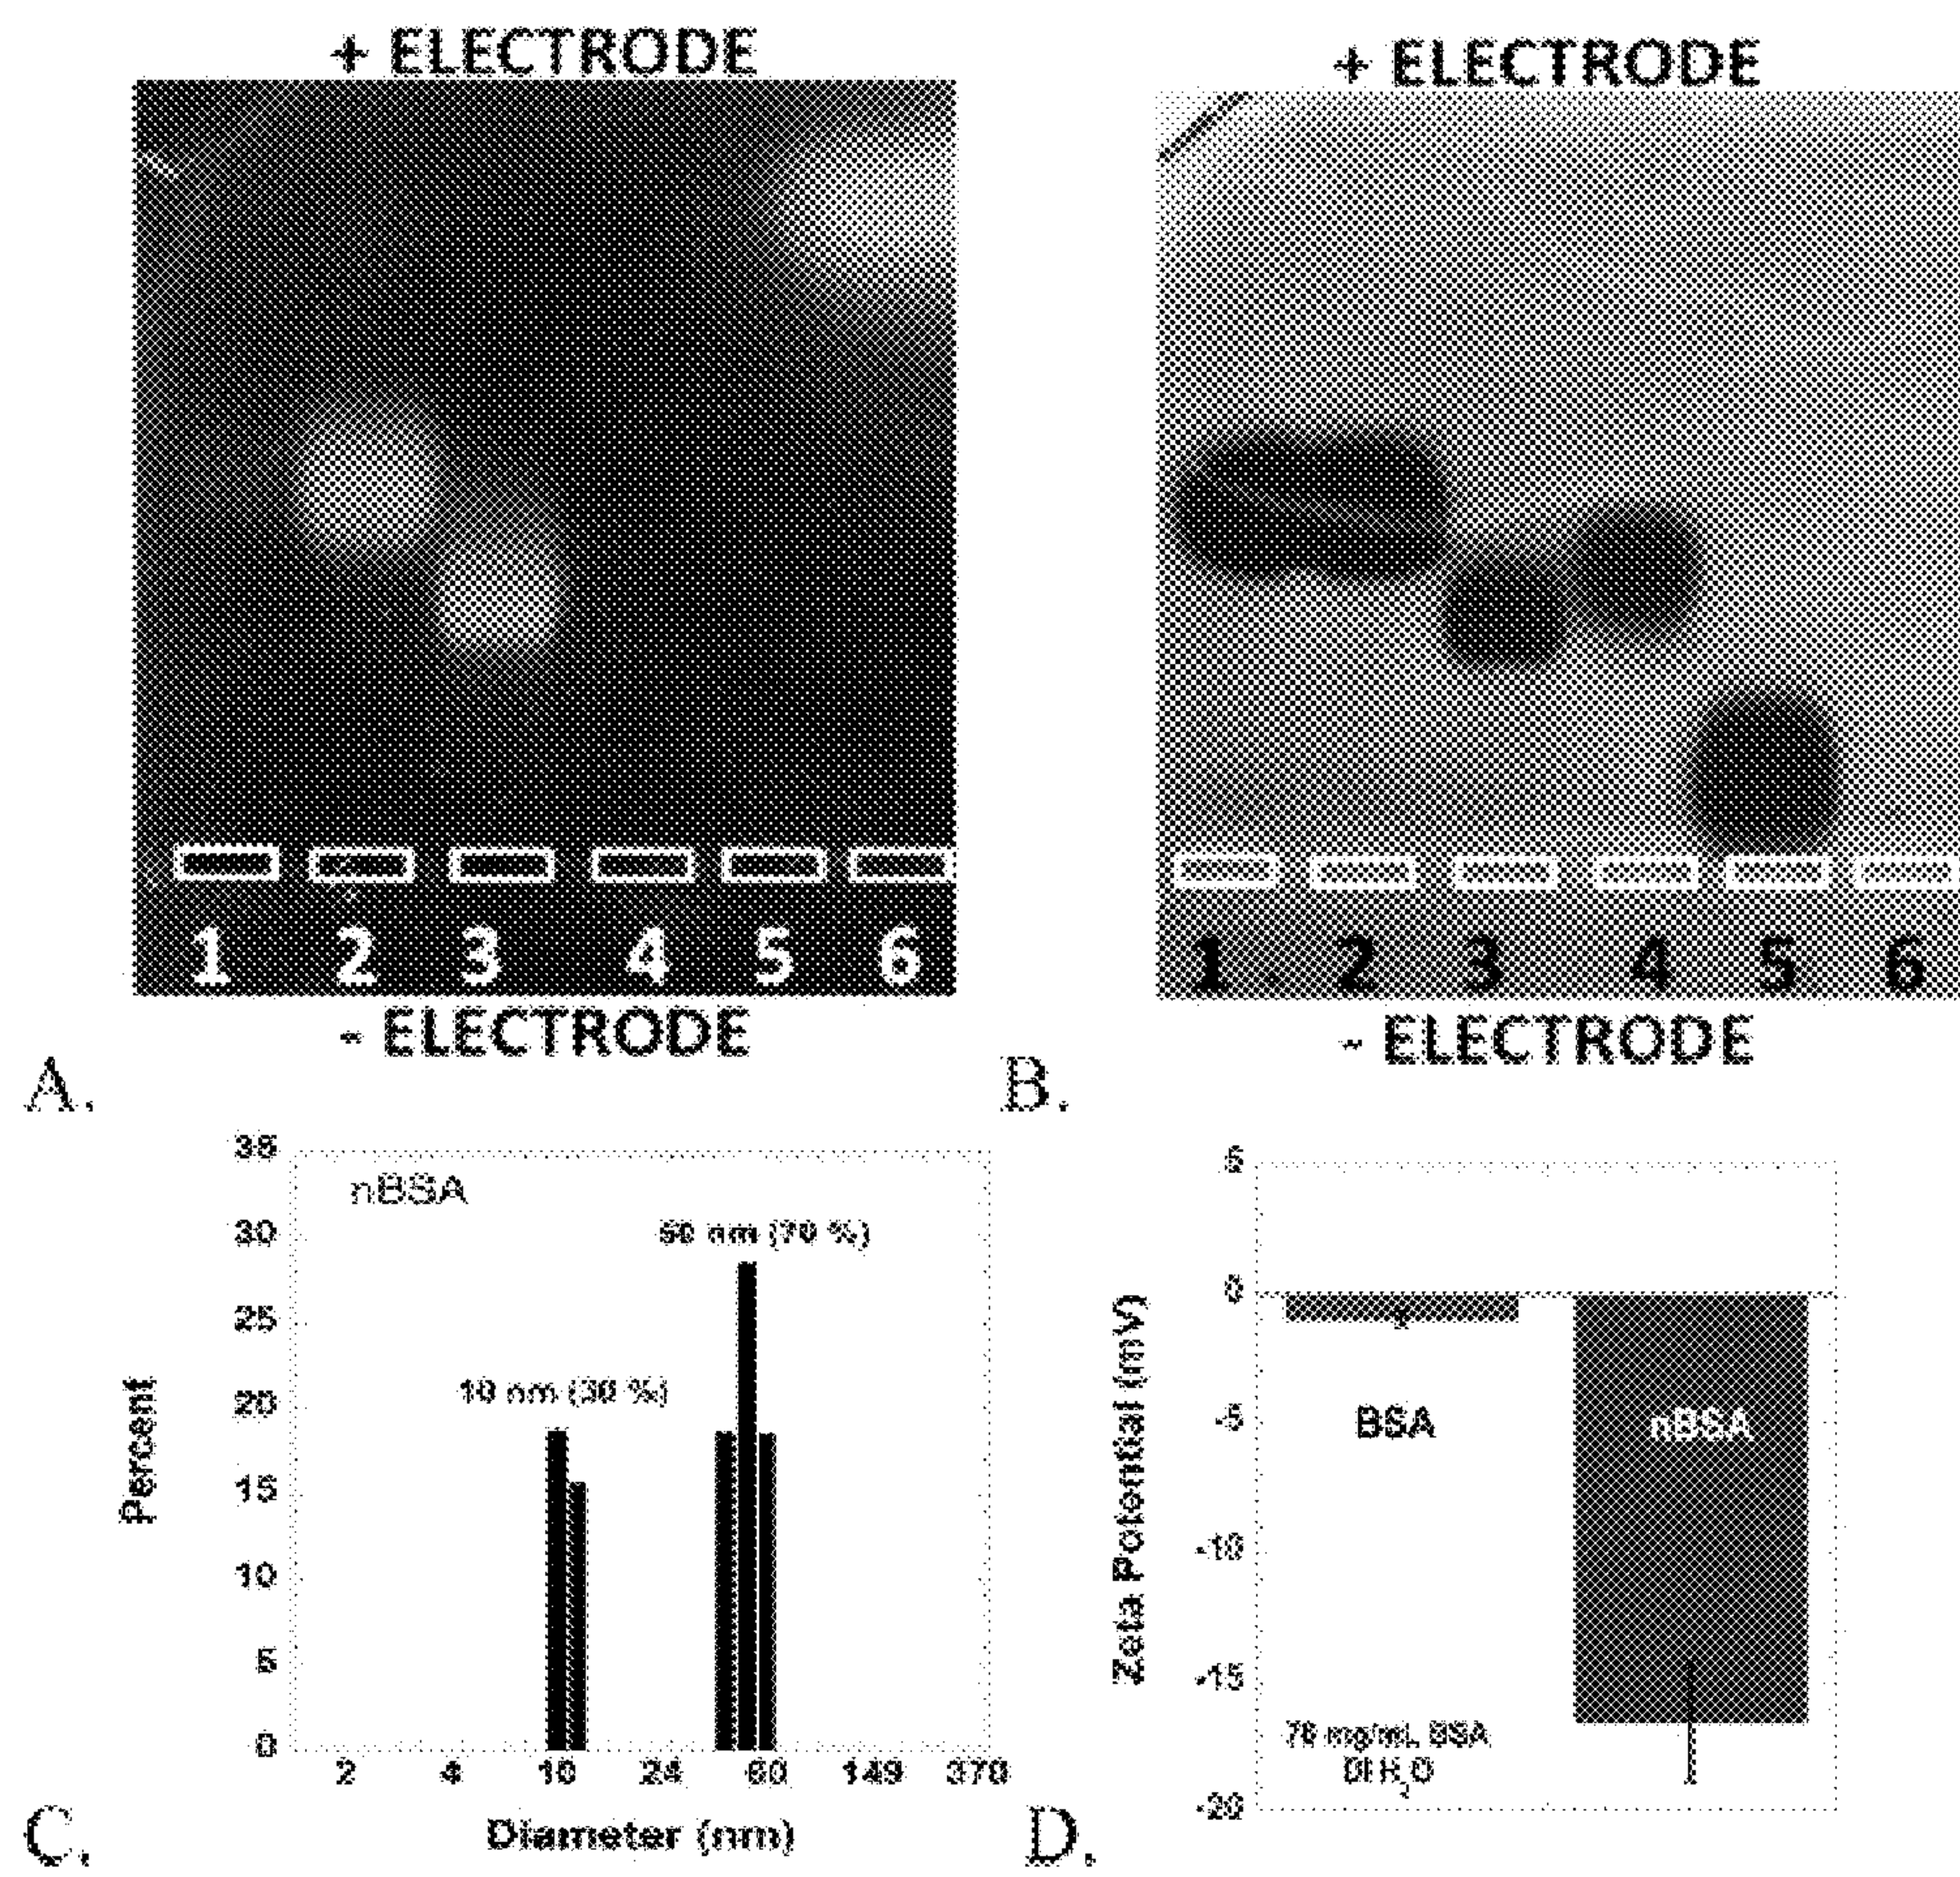 + ELECTRODE
1 2 3 4 5 6
- ELECTRODE
A.
+ ELECTRODE
1 2 3 4 5 6
- ELECTRODE
B.
nBSA
10 nm (30 %)
50 nm (70 %)
Percent
35
30
25
20
15
10
5
0
2 4 10 24 60 149 370
Diameter (nm)
C.
Zeta Potential (mV)
5
0
-5
-10
-15
-20
BSA
nBSA
70 mg/mL BSA
DI H2O
D.